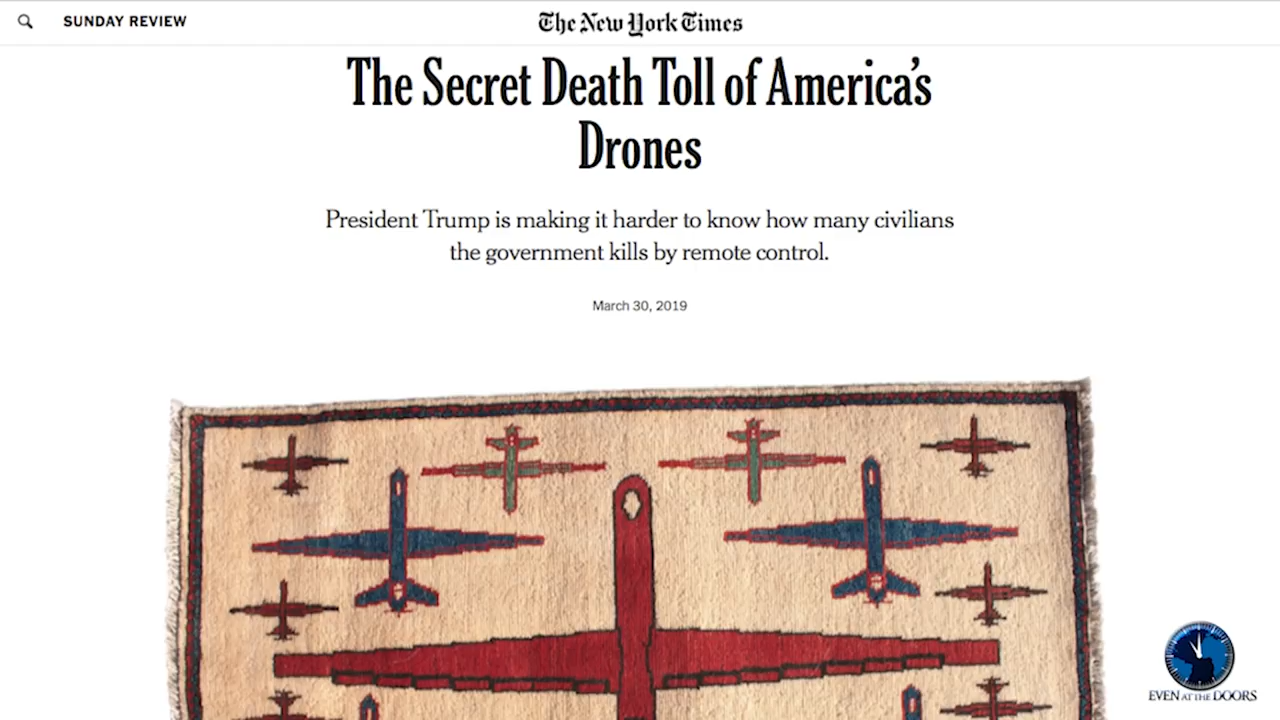 SUNDAY REVIEW
The New York Times
The Secret Death Toll of America's
Drones
President Trump is making it harder to know how many civilians
the government kills by remote control.
March 30, 2019
EVEN AT THE DOORS